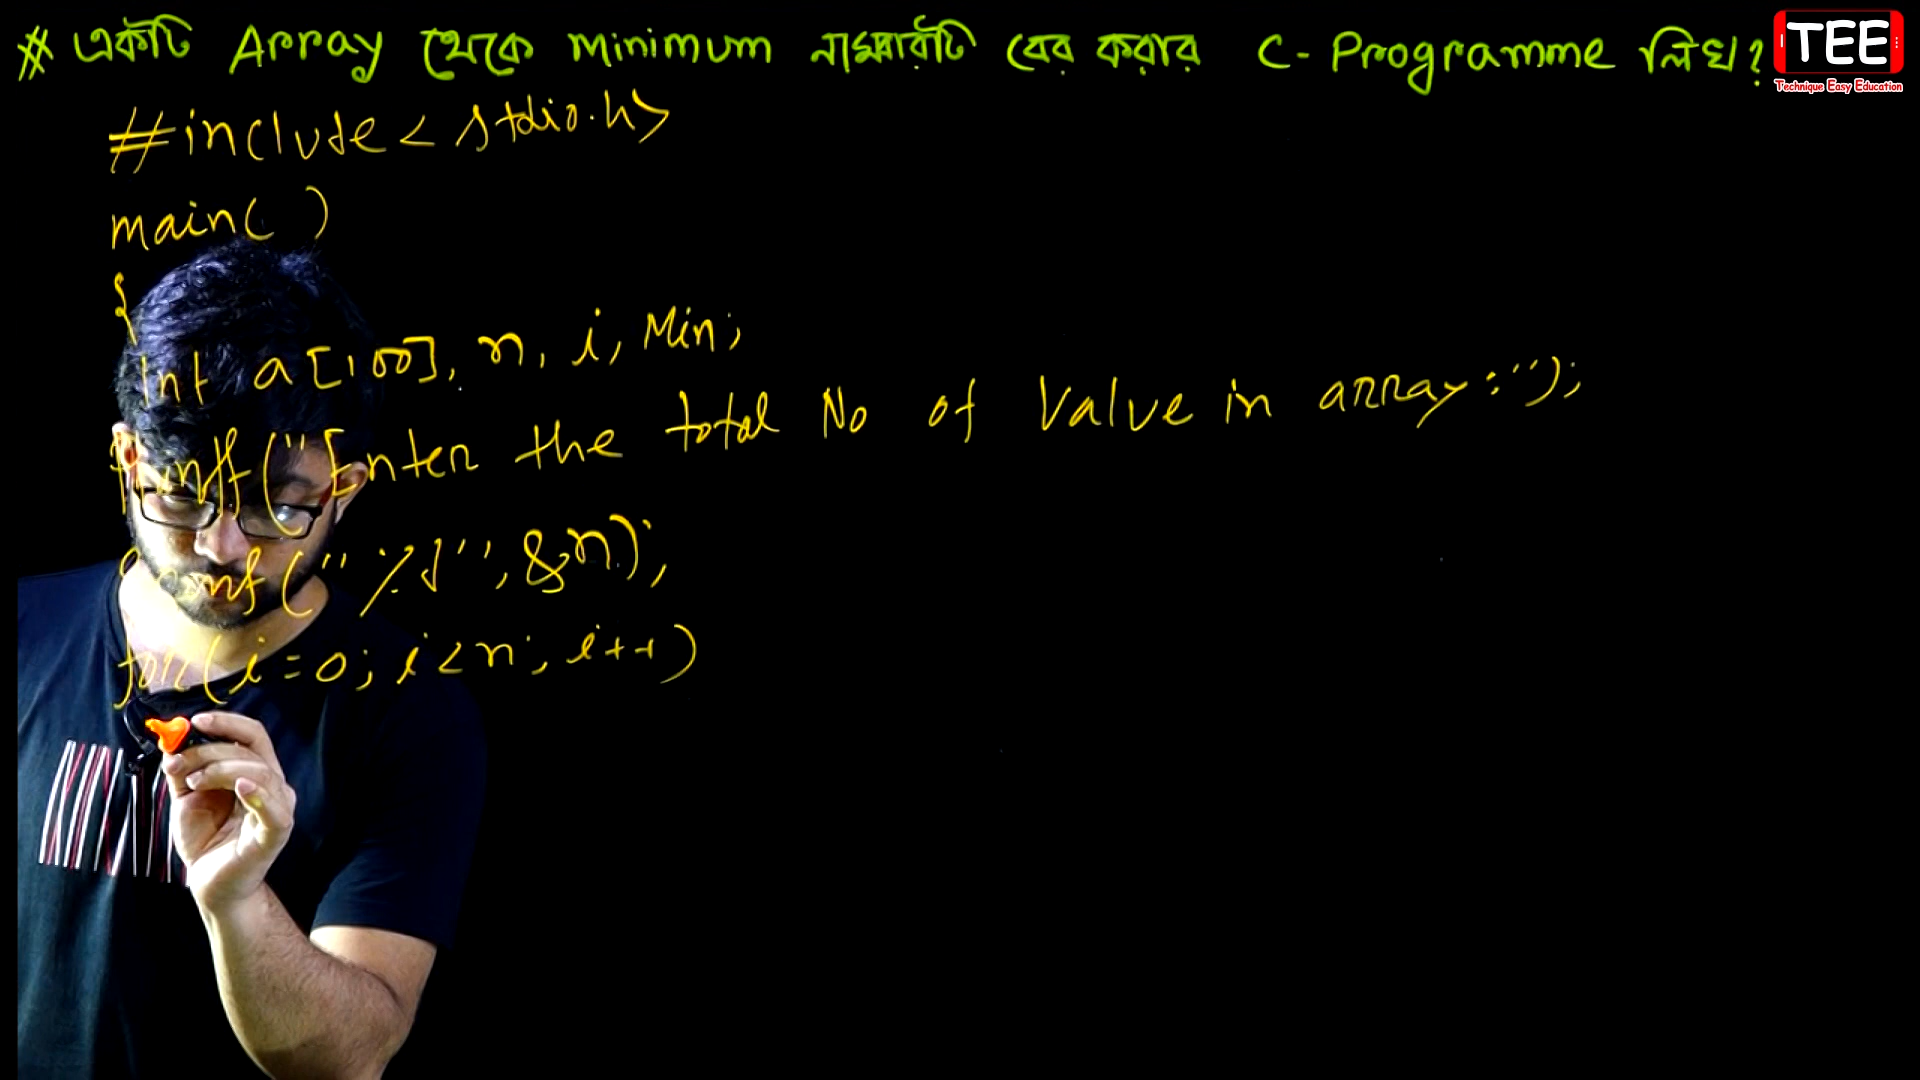 # একটি Array থেকে minimum নাম্বারটি বের করার C-Programme লিখ?
TEE
Technique Easy Education
#include<stdio.h>
main( )
{
int a[100], n, i, Min;
printf("Enter the total No of Value in array:");
scanf("%d", &n);
for(i=0; i<n; i++)